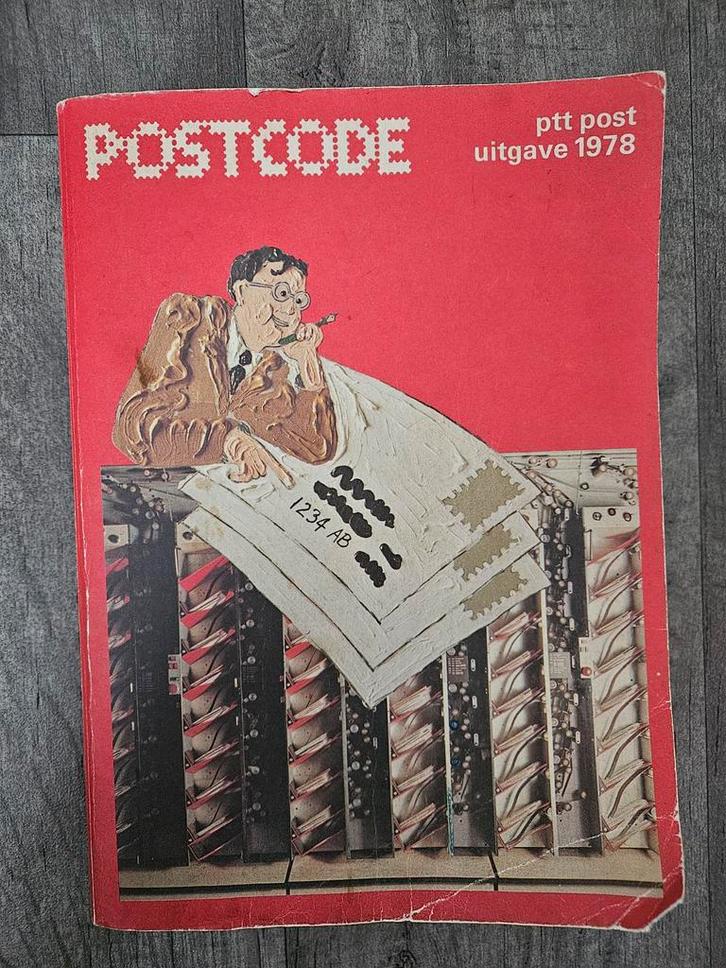 POSTCODE
ptt post
uitgave 1978
1234 AB